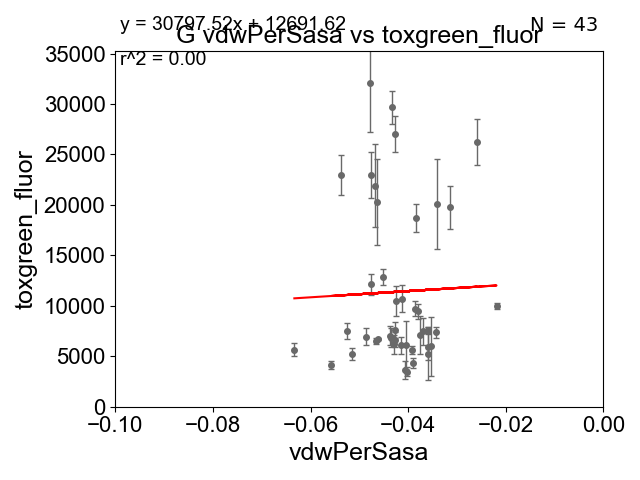 y = 30797.52x + 12691.62
N = 43
G vdwPerSasa vs toxgreen_fluor
r^2 = 0.00
35000
30000
25000
20000
15000
10000
5000
0
toxgreen_fluor
−0.10
−0.08
−0.06
−0.04
−0.02
0.00
vdwPerSasa